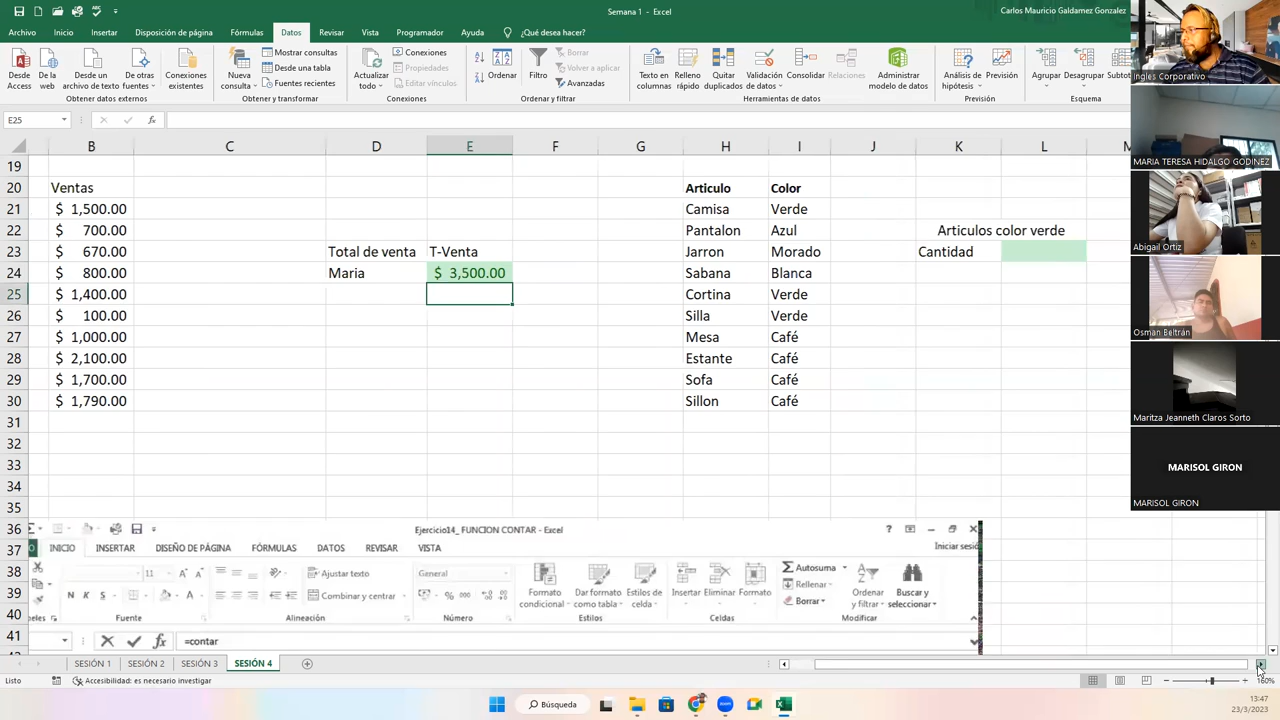 Semana 1 - Excel
Carlos Mauricio Galdamez Gonzalez
Archivo Inicio Insertar Disposición de página Fórmulas Datos Revisar Vista Programador Ayuda ¿Qué desea hacer?
Desde Access
De la web
Desde un archivo de texto
De otras fuentes
Conexiones existentes
Obtener datos externos
Nueva consulta
Mostrar consultas
Desde una tabla
Fuentes recientes
Obtener y transformar
Actualizar todo
Conexiones
Propiedades
Editar vínculos
Conexiones
Ordenar
Filtro
Borrar
Volver a aplicar
Avanzadas
Ordenar y filtrar
Texto en columnas
Relleno rápido
Quitar duplicados
Validación de datos
Consolidar
Relaciones
Administrar modelo de datos
Herramientas de datos
Análisis de hipótesis
Previsión
Previsión
Agrupar
Desagrupar
Subtot
Esquema
E25
fx
B C D E F G H I J K L M
19
20 Ventas Articulo Color
21 $ 1,500.00 Camisa Verde
22 $ 700.00 Pantalon Azul Articulos color verde
23 $ 670.00 Total de venta T-Venta Jarron Morado Cantidad
24 $ 800.00 Maria $ 3,500.00 Sabana Blanca
25 $ 1,400.00 Cortina Verde
26 $ 100.00 Silla Verde
27 $ 1,000.00 Mesa Café
28 $ 2,100.00 Estante Café
29 $ 1,700.00 Sofa Café
30 $ 1,790.00 Sillon Café
31
32
33
34
35
36
37
38
39
40
41
Ejercicio14_ FUNCION CONTAR - Excel
INICIO INSERTAR DISEÑO DE PÁGINA FÓRMULAS DATOS REVISAR VISTA
Iniciar sesió
11
Ajustar texto
General
N K S
Combinar y centrar
Formato condicional
Dar formato como tabla
Estilos de celda
Insertar
Eliminar
Formato
Autosuma
Rellenar
Borrar
Ordenar y filtrar
Buscar y seleccionar
Fuente Alineación Número Estilos Celdas Modificar
fx =contar
SESIÓN 1 SESIÓN 2 SESIÓN 3 SESIÓN 4
Listo
Accesibilidad: es necesario investigar
160%
Búsqueda
13:47
23/3/2023
Ingles Corporativo
MARIA TERESA HIDALGO GODINEZ
Abigail Ortiz
Osman Beltrán
Maritza Jeanneth Claros Sorto
MARISOL GIRON
MARISOL GIRON